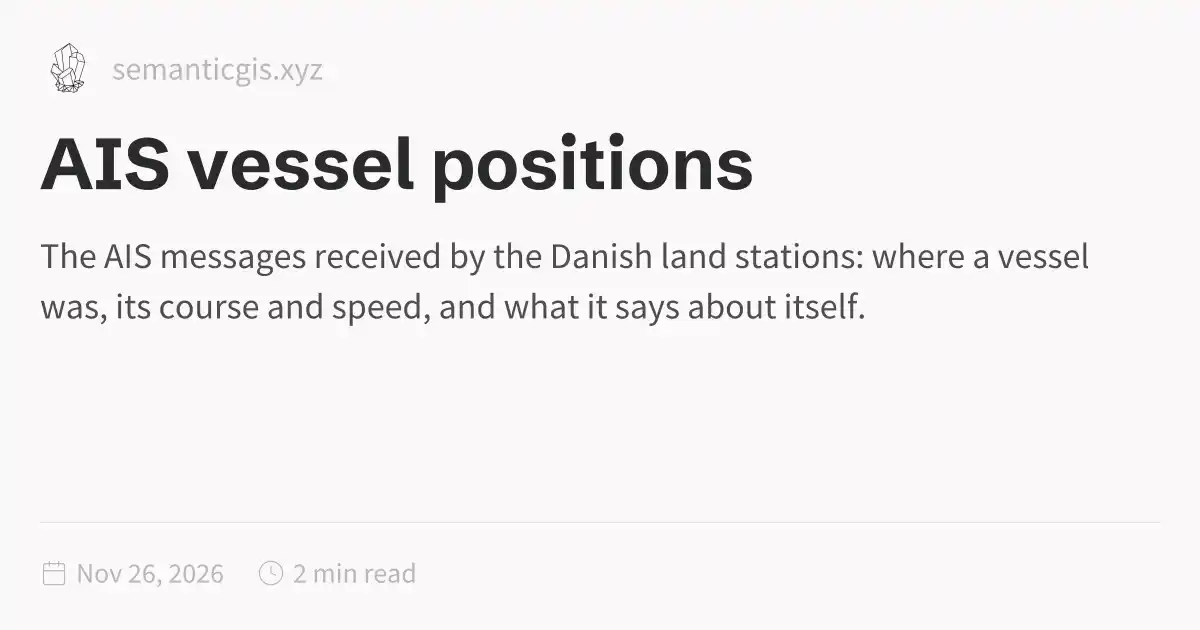 semanticgis.xyz
AIS vessel positions
The AIS messages received by the Danish land stations: where a vessel
was, its course and speed, and what it says about itself.
Nov 26, 2026
2 min read